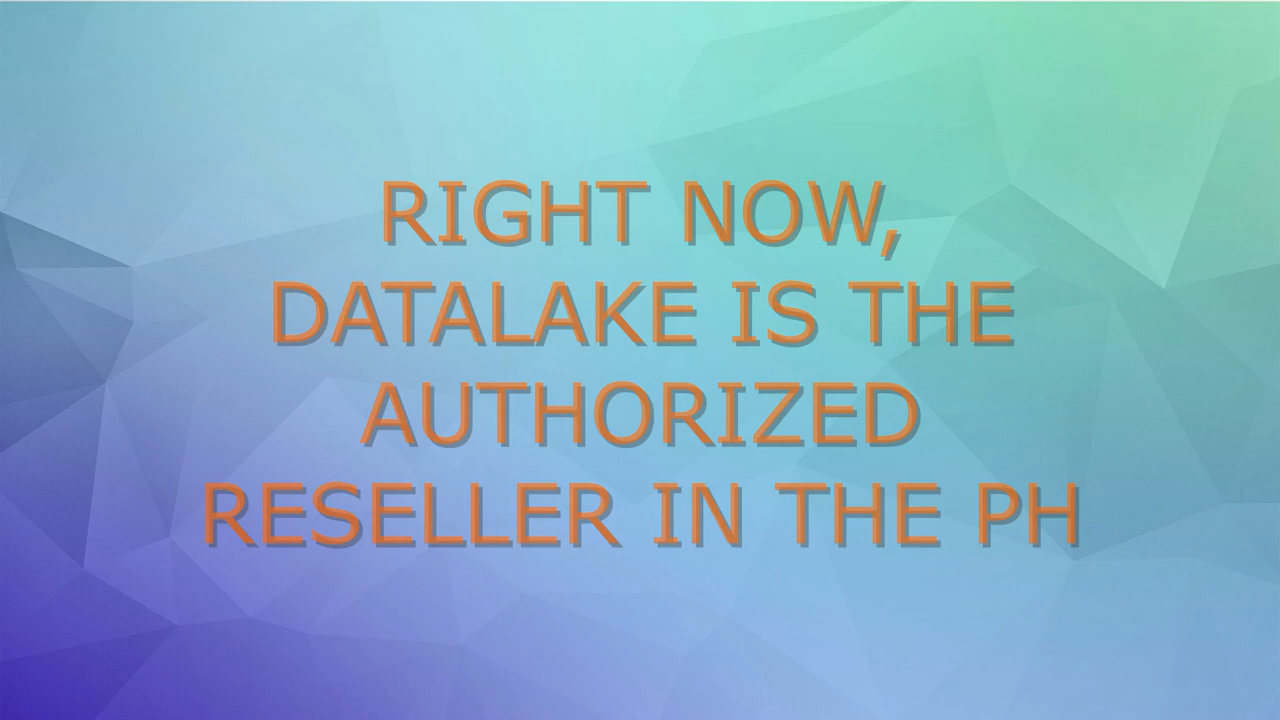 RIGHT NOW,
DATALAKE IS THE
AUTHORIZED
RESELLER IN THE PH